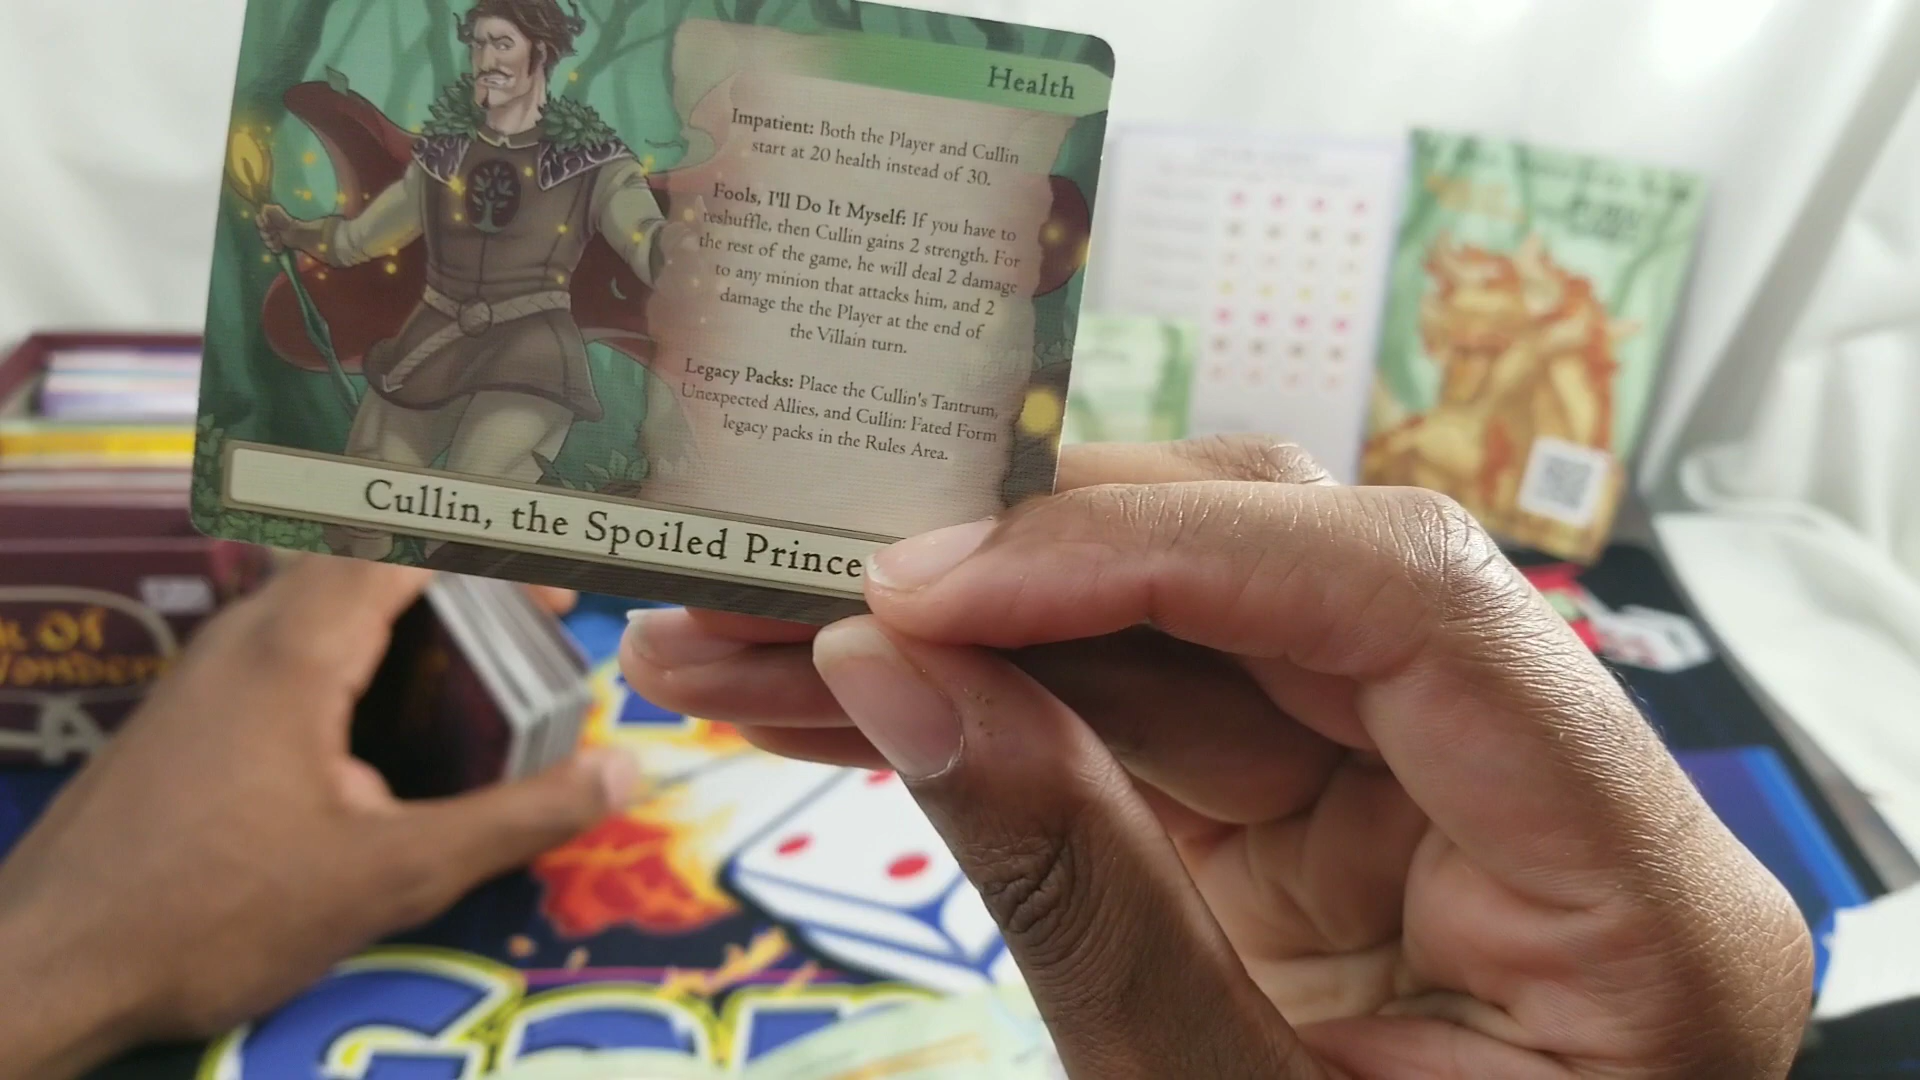 Health
Impatient: Both the Player and Cullin
start at 20 health instead of 30.
Fools, I'll Do It Myself: If you have to
reshuffle, then Cullin gains 2 strength. For
the rest of the game, he will deal 2 damage
to any minion that attacks him, and 2
damage the the Player at the end of
the Villain turn.
Legacy Packs: Place the Cullin's Tantrum,
Unexpected Allies, and Cullin: Fated Form
legacy packs in the Rules Area.
Cullin, the Spoiled Prince
k Of